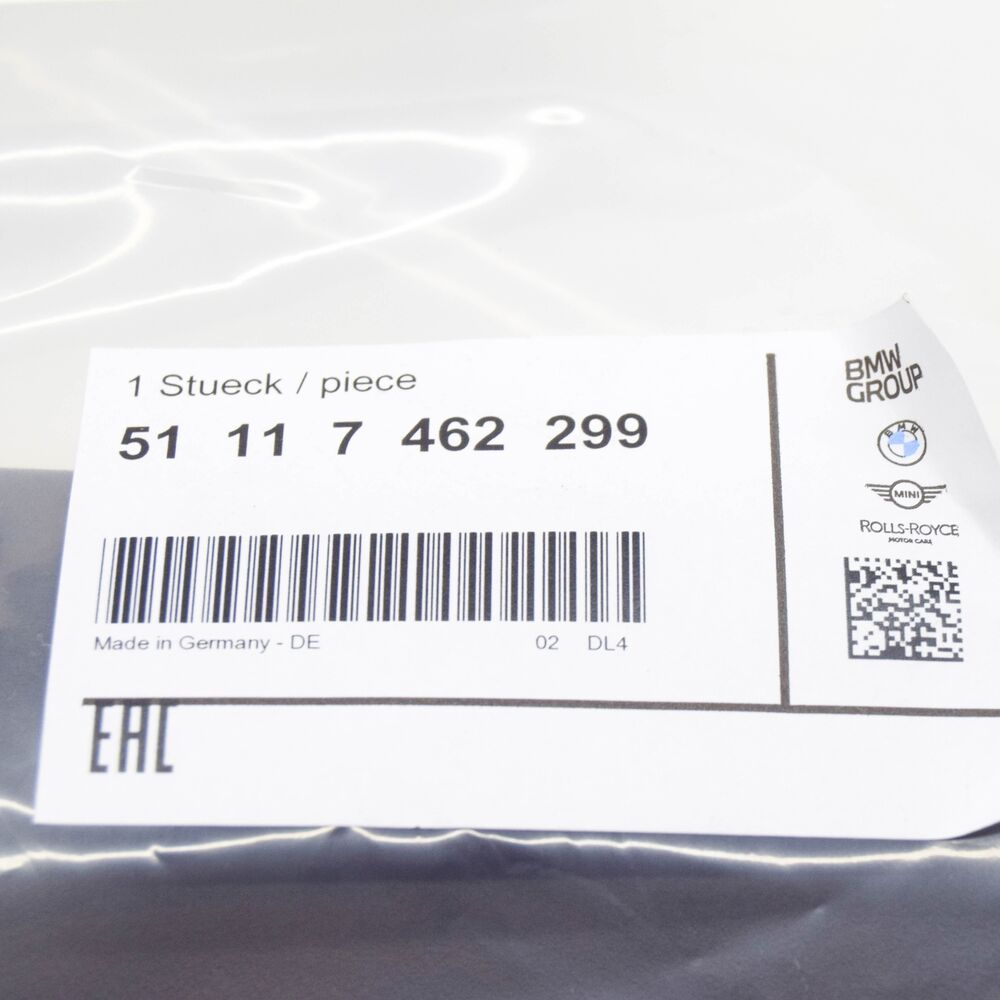 1 Stueck / piece
51 11 7 462 299
Made in Germany - DE 02 DL4
EAC
BMW
GROUP
BMW
MINI
ROLLS-ROYCE
MOTOR CARS